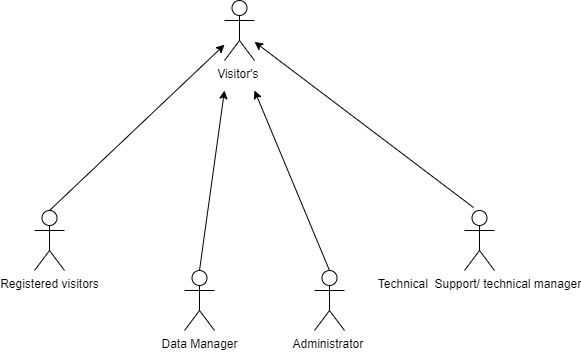 Visitor's
Registered visitors
Technical  Support/ technical manager
Data Manager
Administrator